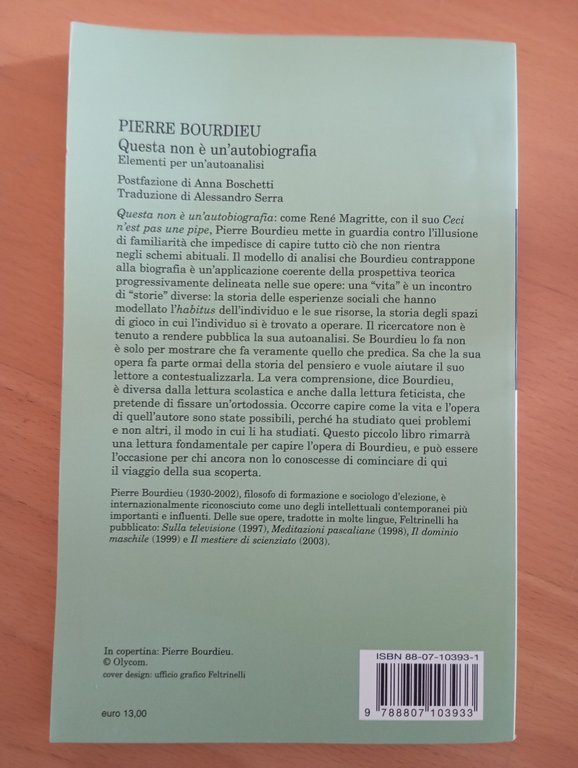 PIERRE BOURDIEU
Questa non è un'autobiografia
Elementi per un'autoanalisi
Postfazione di Anna Boschetti
Traduzione di Alessandro Serra
Questa non è un'autobiografia: come René Magritte, con il suo Ceci
n'est pas une pipe, Pierre Bourdieu mette in guardia contro l'illusione
di familiarità che impedisce di capire tutto ciò che non rientra
negli schemi abituali. Il modello di analisi che Bourdieu contrappone
alla biografia è un'applicazione coerente della prospettiva teorica
progressivamente delineata nelle sue opere: una “vita” è un incontro
di “storie” diverse: la storia delle esperienze sociali che hanno
modellato l'habitus dell'individuo e le sue risorse, la storia degli spazi
di gioco in cui l'individuo si è trovato a operare. Il ricercatore non è
tenuto a rendere pubblica la sua autoanalisi. Se Bourdieu lo fa non
è solo per mostrare che fa veramente quello che predica. Sa che la sua
opera fa parte ormai della storia del pensiero e vuole aiutare il suo
lettore a contestualizzarla. La vera comprensione, dice Bourdieu,
è diversa dalla lettura scolastica e anche dalla lettura feticista, che
pretende di fissare un'ortodossia. Occorre capire come la vita e l'opera
di quell'autore sono state possibili, perché ha studiato quei problemi
e non altri, il modo in cui li ha studiati. Questo piccolo libro rimarrà
una lettura fondamentale per capire l'opera di Bourdieu, e può essere
l'occasione per chi ancora non lo conoscesse di cominciare di qui
il viaggio della sua scoperta.
Pierre Bourdieu (1930-2002), filosofo di formazione e sociologo d'elezione, è
internazionalmente riconosciuto come uno degli intellettuali contemporanei più
importanti e influenti. Delle sue opere, tradotte in molte lingue, Feltrinelli ha
pubblicato: Sulla televisione (1997), Meditazioni pascaliane (1998), Il dominio
maschile (1999) e Il mestiere di scienziato (2003).
In copertina: Pierre Bourdieu.
© Olycom.
cover design: ufficio grafico Feltrinelli
euro 13,00
ISBN 88-07-10393-1
9 788807 103933